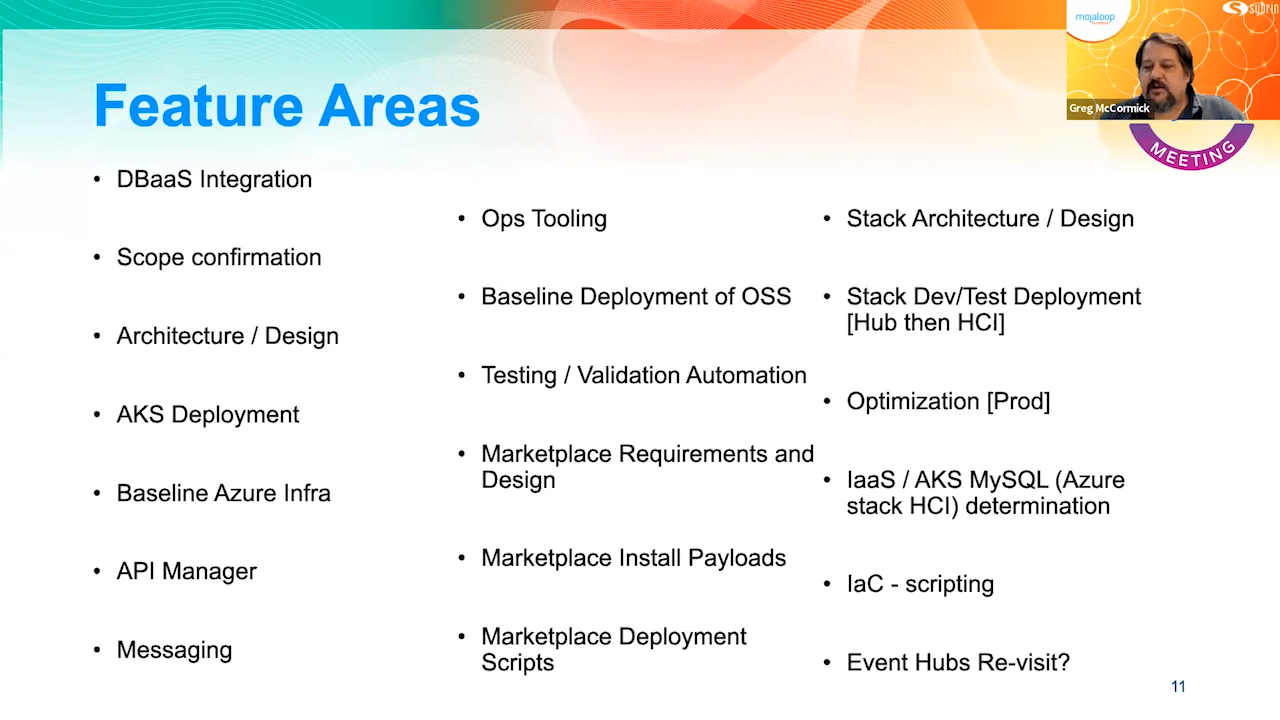 mojaloop
sybrin
Greg McCormick
MEETING
Feature Areas
• DBaaS Integration
• Scope confirmation
• Architecture / Design
• AKS Deployment
• Baseline Azure Infra
• API Manager
• Messaging
• Ops Tooling
• Baseline Deployment of OSS
• Testing / Validation Automation
• Marketplace Requirements and
Design
• Marketplace Install Payloads
• Marketplace Deployment
Scripts
• Stack Architecture / Design
• Stack Dev/Test Deployment
[Hub then HCI]
• Optimization [Prod]
• IaaS / AKS MySQL (Azure
stack HCI) determination
• IaC - scripting
• Event Hubs Re-visit?
11